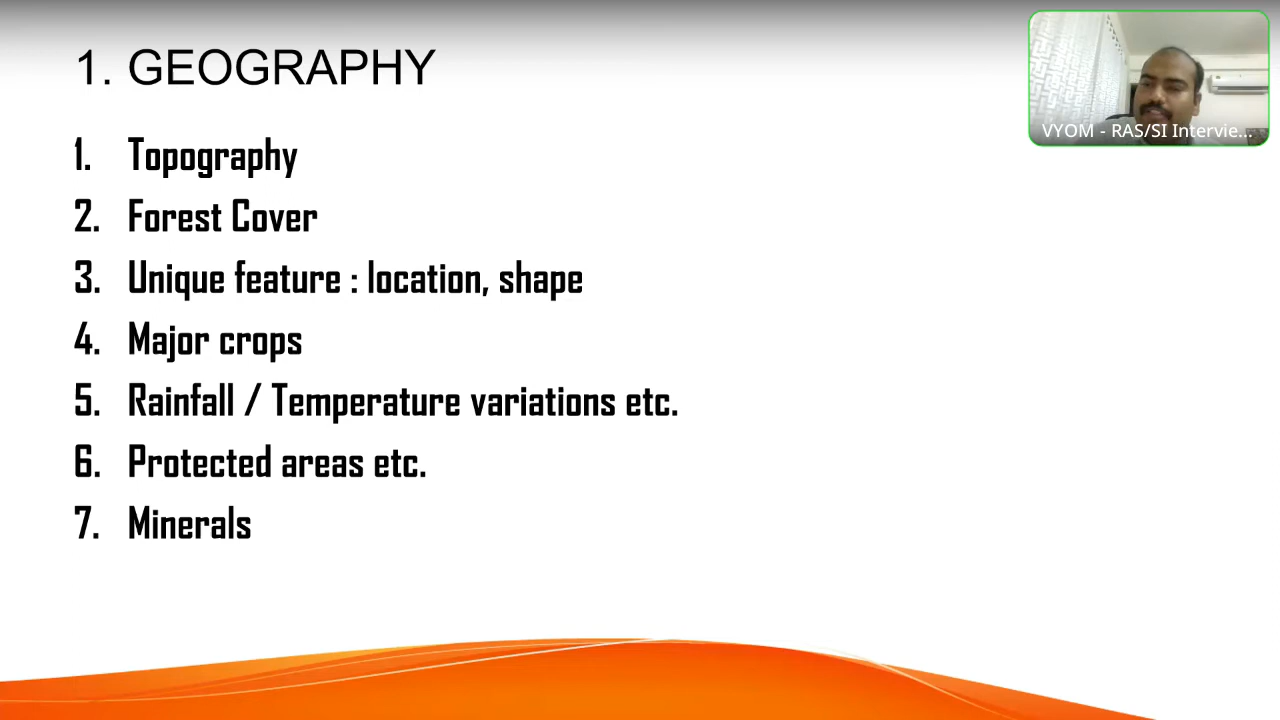 1. GEOGRAPHY
VYOM - RAS/SI Intervie...
1. Topography
2. Forest Cover
3. Unique feature : location, shape
4. Major crops
5. Rainfall / Temperature variations etc.
6. Protected areas etc.
7. Minerals